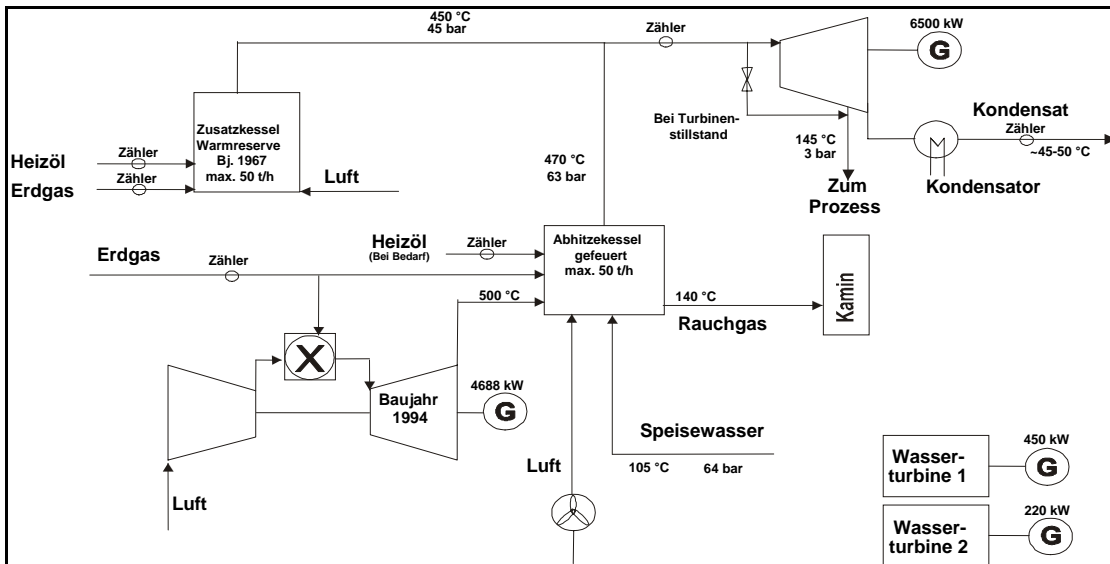 450 °C
45 bar
Zähler
6500 kW
G
Zusatzkessel
Warmreserve
Bj. 1967
max. 50 t/h
Heizöl
Zähler
Erdgas
Zähler
Luft
Bei Turbinen-
stillstand
145 °C
3 bar
Zum
Prozess
Kondensat
Zähler
~45-50 °C
Kondensator
470 °C
63 bar
Erdgas
Zähler
Heizöl
(Bei Bedarf)
Zähler
Abhitzekessel
gefeuert
max. 50 t/h
500 °C
140 °C
Rauchgas
Kamin
X
Baujahr
1994
4688 kW
G
Luft
Luft
Speisewasser
105 °C 64 bar
Wasser-
turbine 1
450 kW
G
Wasser-
turbine 2
220 kW
G